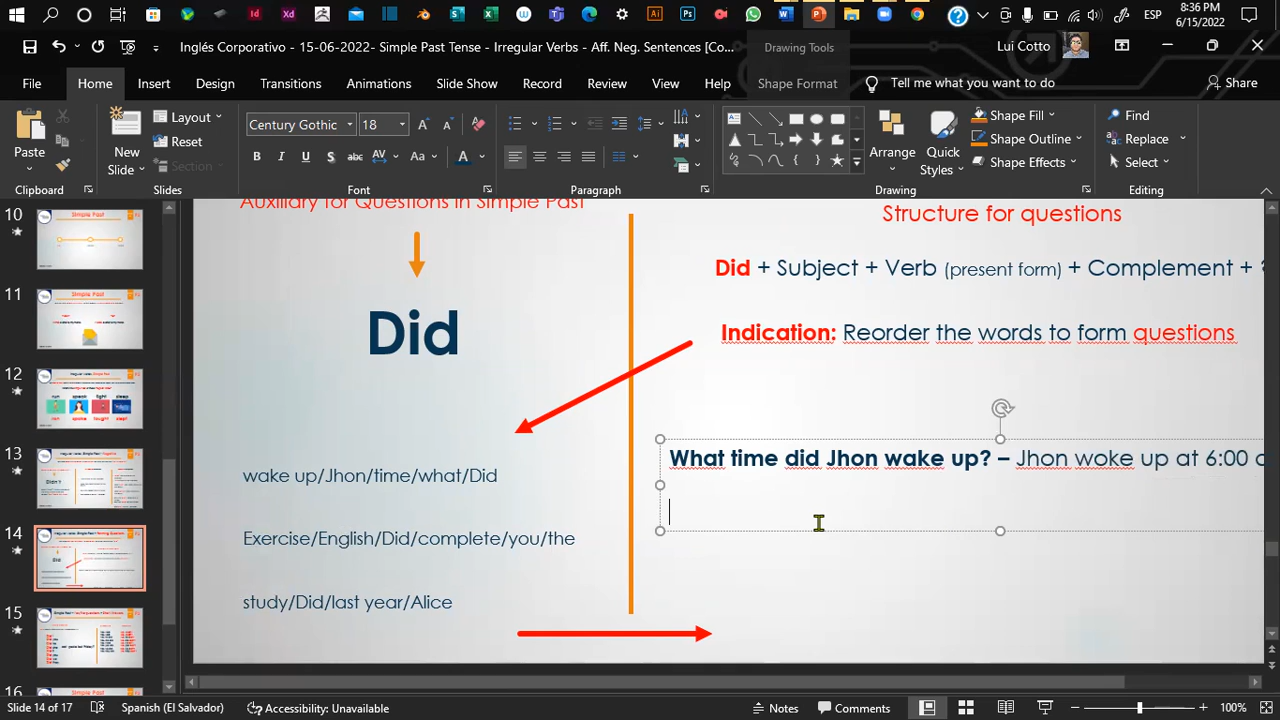 8:36 PM
ESP
6/15/2022
Inglés Corporativo - 15-06-2022- Simple Past Tense - Irregular Verbs - Aff. Neg. Sentences [Co...
Drawing Tools
Lui Cotto
File
Home
Insert
Design
Transitions
Animations
Slide Show
Record
Review
View
Help
Shape Format
Tell me what you want to do
Share
Paste
New Slide
Layout
Reset
Section
Century Gothic
18
Arrange
Quick Styles
Shape Fill
Shape Outline
Shape Effects
Find
Replace
Select
Clipboard
Slides
Font
Paragraph
Drawing
Editing
10
11
12
13
14
15
16
Auxiliary for Questions in Simple Past
Did
wake up/Jhon/time/what/Did
Exercise/English/Did/complete/you/the
study/Did/last year/Alice
Structure for questions
Did + Subject + Verb (present form) + Complement + ?
Indication: Reorder the words to form questions
What time did Jhon wake up? – Jhon woke up at 6:00
Slide 14 of 17
Spanish (El Salvador)
Accessibility: Unavailable
Notes
Comments
100%